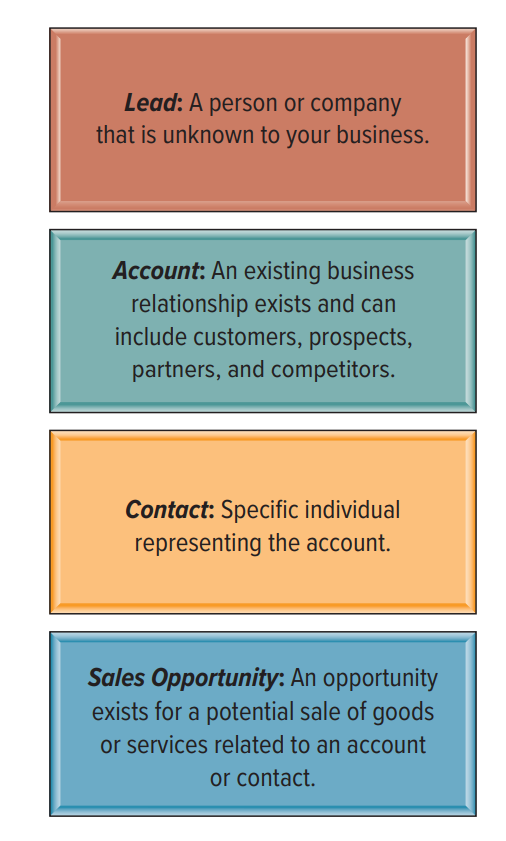 Lead: A person or company
that is unknown to your business.
Account: An existing business
relationship exists and can
include customers, prospects,
partners, and competitors.
Contact: Specific individual
representing the account.
Sales Opportunity: An opportunity
exists for a potential sale of goods
or services related to an account
or contact.